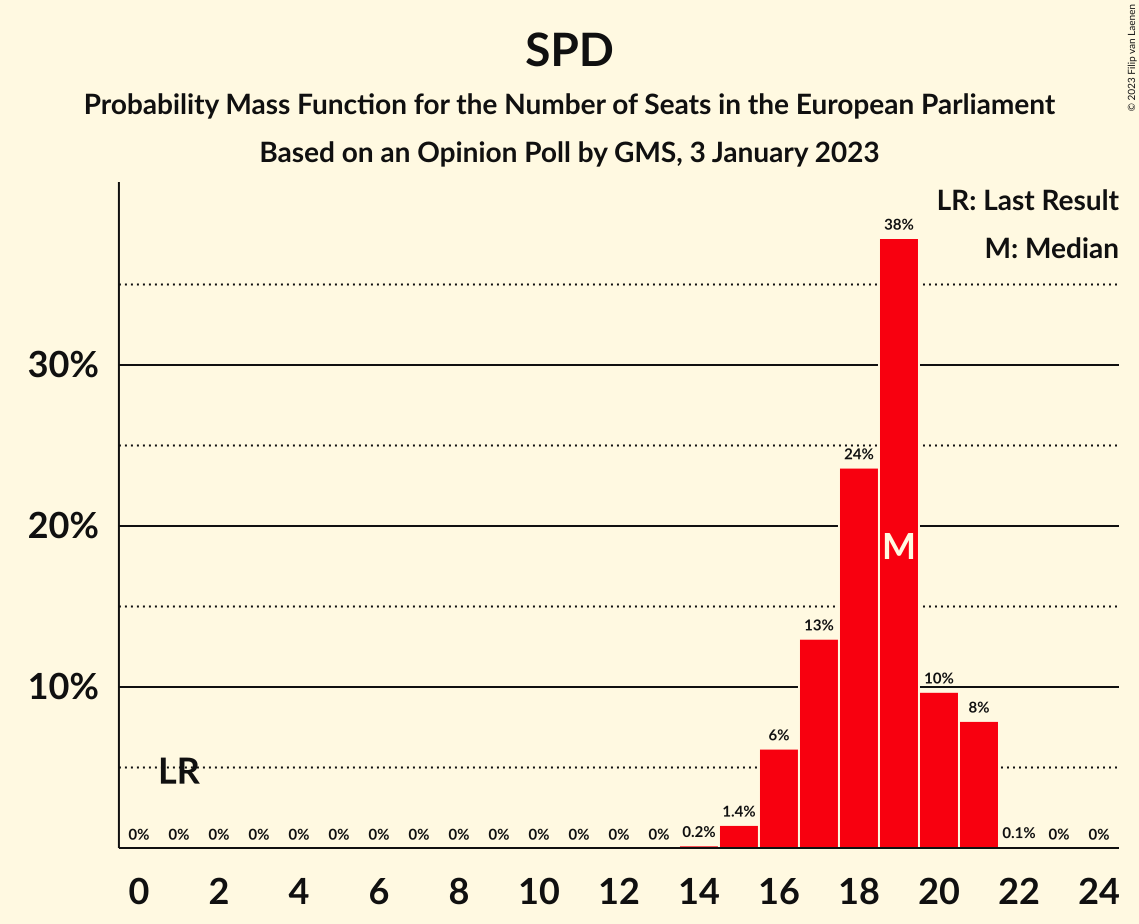 SPD
Probability Mass Function for the Number of Seats in the European Parliament
Based on an Opinion Poll by GMS, 3 January 2023
© 2023 Filip van Laenen
LR: Last Result
M: Median
38%
30%
24%
20%
M
13%
10%
10%
8%
6%
LR
0% 0% 0% 0% 0% 0% 0% 0% 0% 0% 0% 0% 0% 0% 0.2% 1.4% 0.1% 0% 0%
0 2 4 6 8 10 12 14 16 18 20 22 24